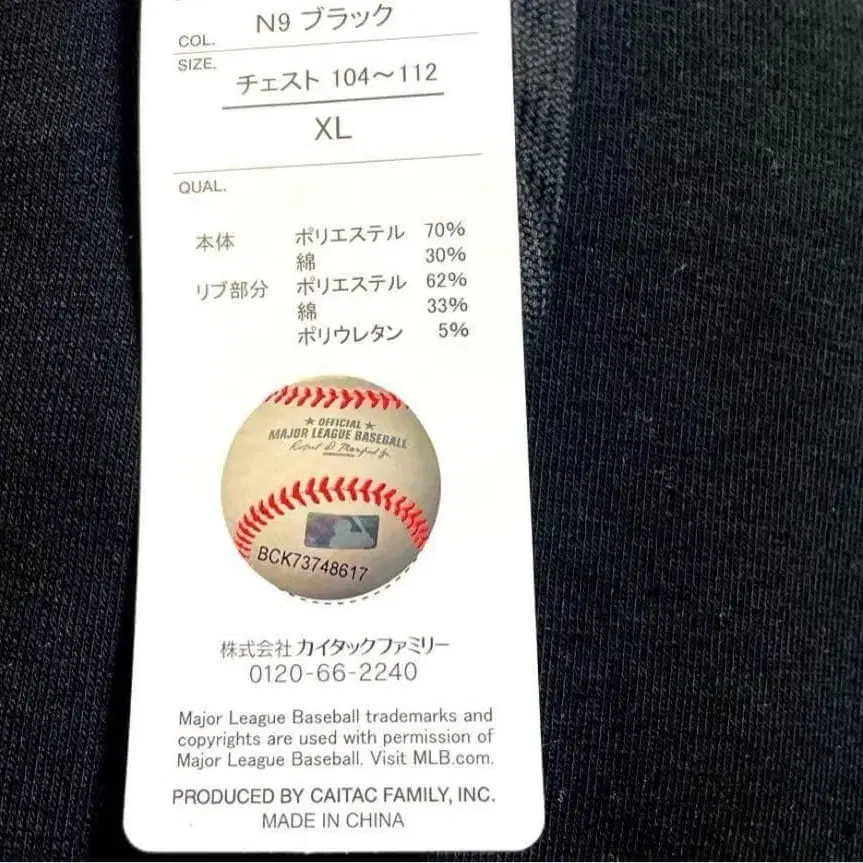 COL. N9 ブラック
SIZE.
チェスト 104〜112
XL
QUAL.
本体 ポリエステル 70%
綿 30%
リブ部分 ポリエステル 62%
綿 33%
ポリウレタン 5%
★ OFFICIAL ★
MAJOR LEAGUE BASEBALL
Robert D. Manfred Jr.
BCK73748617
株式会社 カイタックファミリー
0120-66-2240
Major League Baseball trademarks and
copyrights are used with permission of
Major League Baseball. Visit MLB.com.
PRODUCED BY CAITAC FAMILY, INC.
MADE IN CHINA